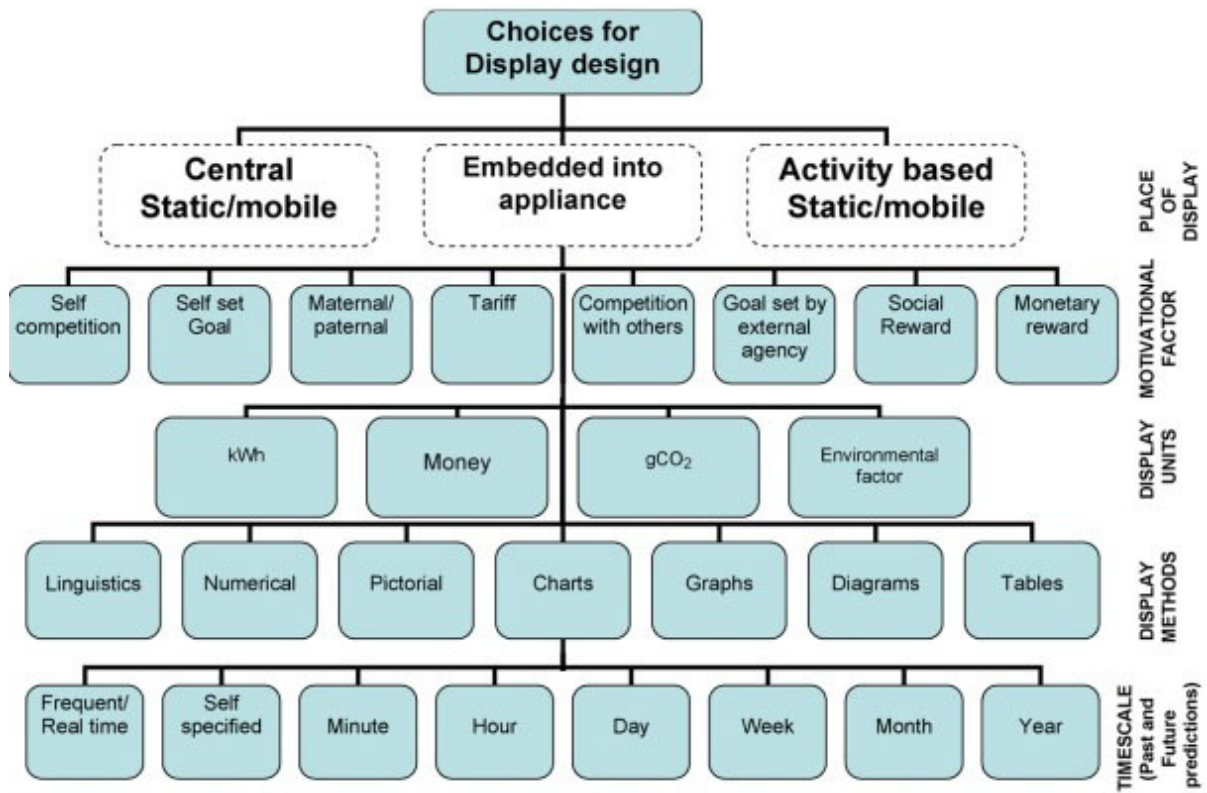 Choices for
Display design
Central
Static/mobile
Embedded into
appliance
Activity based
Static/mobile
PLACE
OF
DISPLAY
Self
competition
Self set
Goal
Maternal/
paternal
Tariff
Competition
with others
Goal set by
external
agency
Social
Reward
Monetary
reward
MOTIVATIONAL
FACTOR
kWh
Money
gCO₂
Environmental
factor
DISPLAY
UNITS
Linguistics
Numerical
Pictorial
Charts
Graphs
Diagrams
Tables
DISPLAY
METHODS
Frequent/
Real time
Self
specified
Minute
Hour
Day
Week
Month
Year
TIMESCALE
(Past and
Future
predictions)